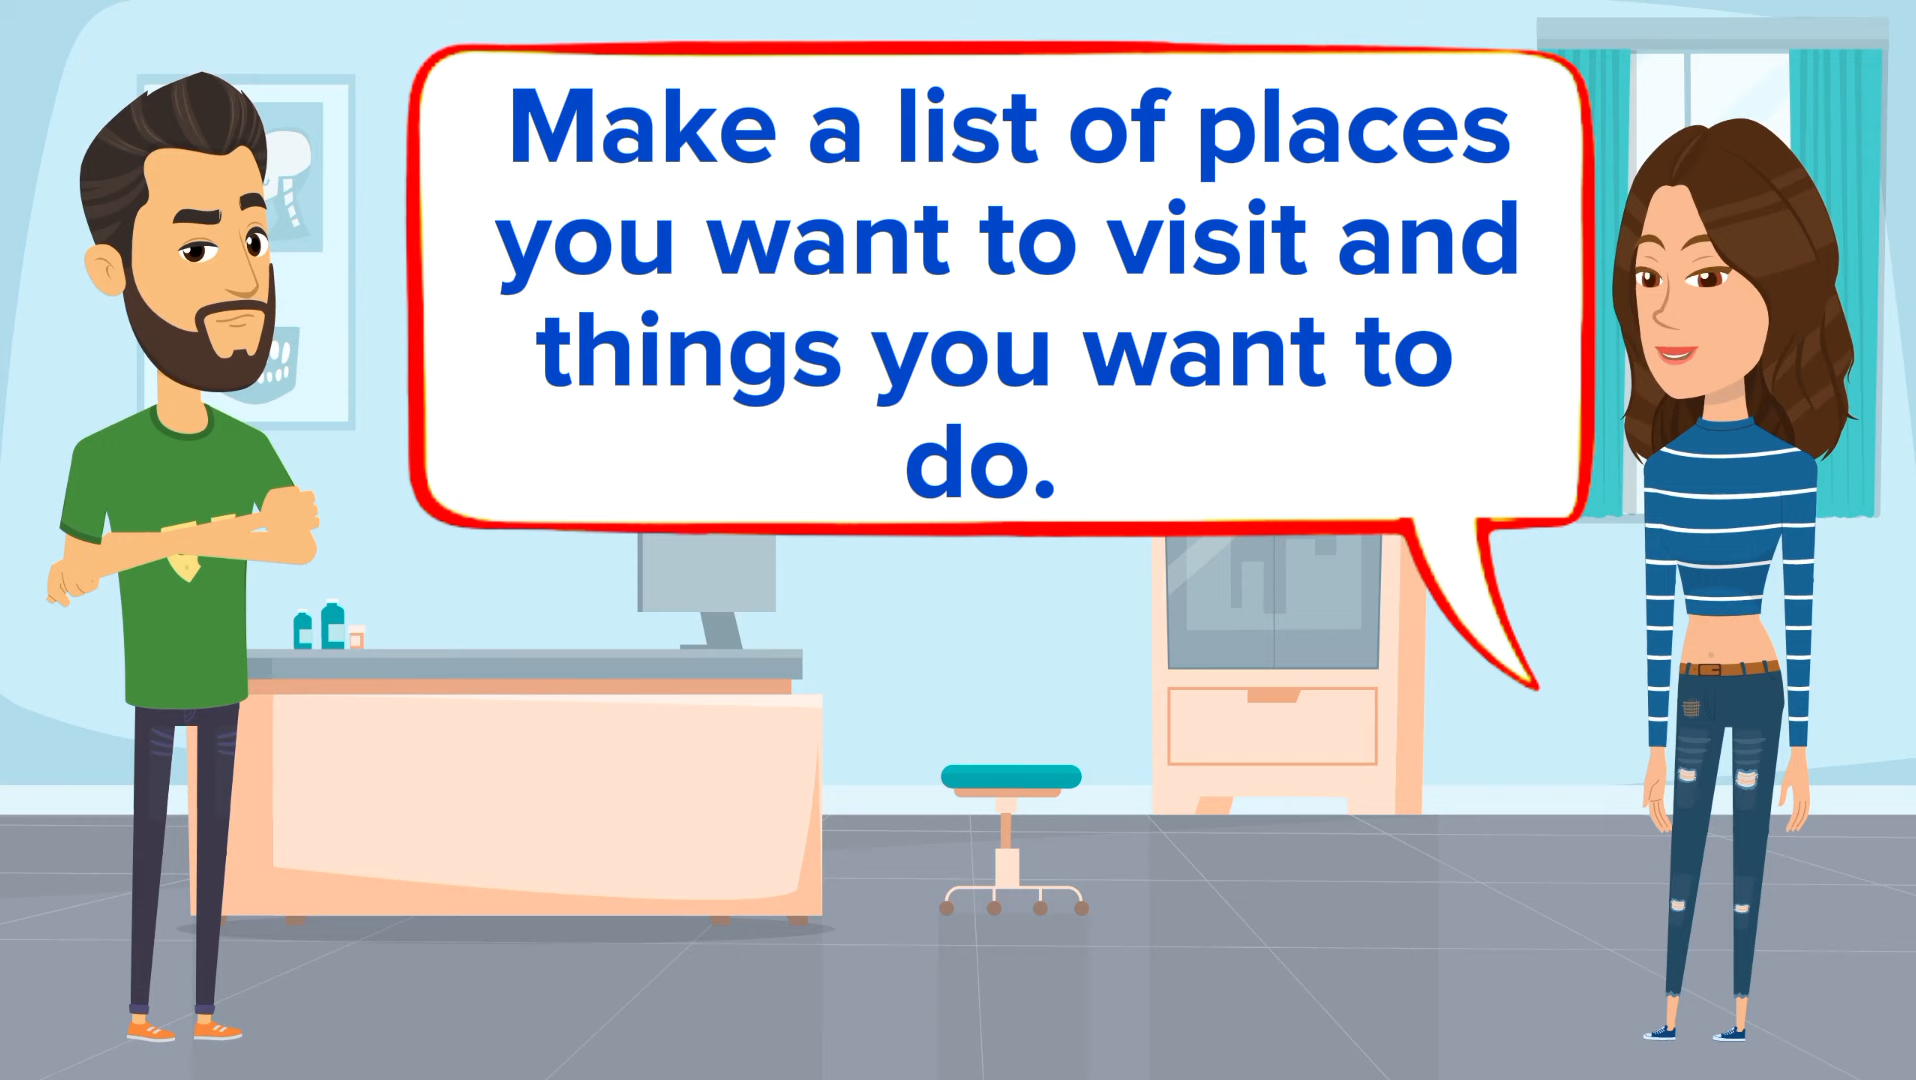 Make a list of places
you want to visit and
things you want to
do.